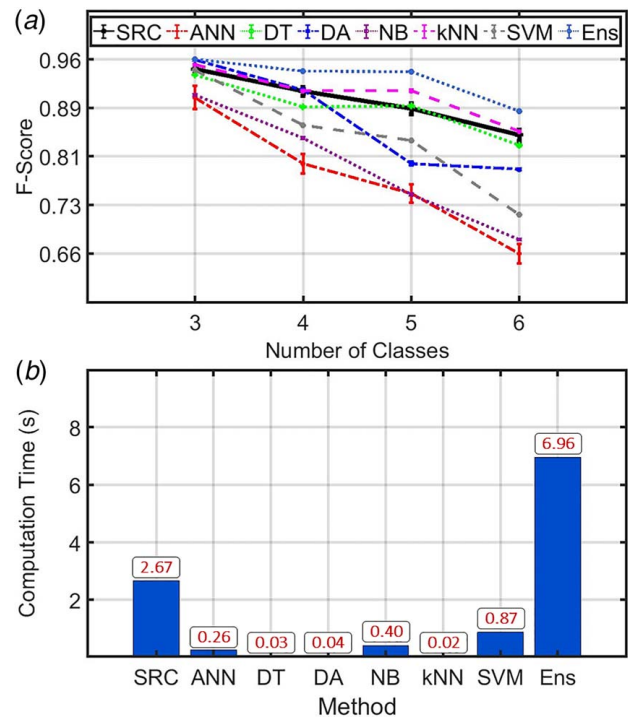 (a)
SRC ANN DT DA NB kNN SVM Ens
0.96
0.89
0.81
0.73
0.66
F-Score
3 4 5 6
Number of Classes
(b)
8
6
4
2
Computation Time (s)
2.67 0.26 0.03 0.04 0.40 0.02 0.87 6.96
SRC ANN DT DA NB kNN SVM Ens
Method